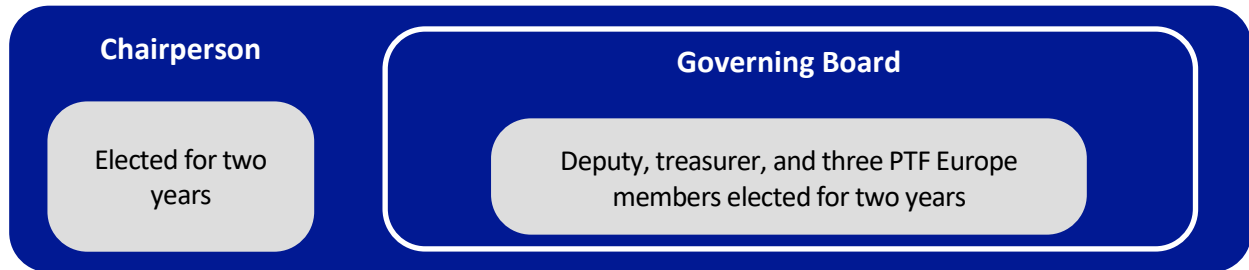 Chairperson
Elected for two
years
Governing Board
Deputy, treasurer, and three PTF Europe
members elected for two years